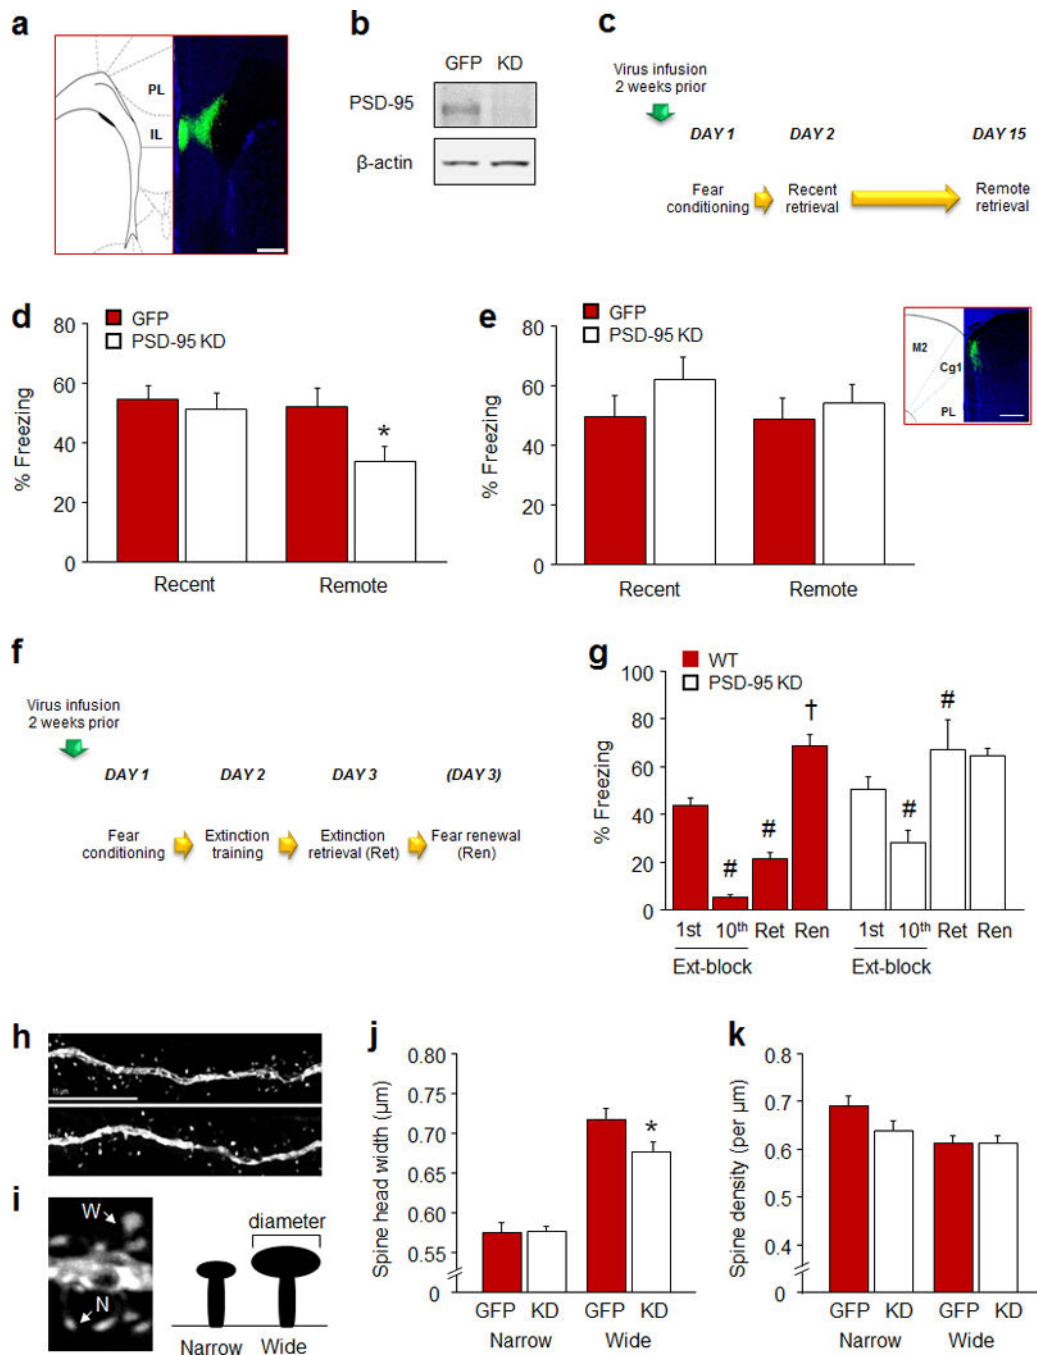 a
PL
IL
b
GFP KD
PSD-95
β-actin
c
Virus infusion
2 weeks prior
DAY 1 DAY 2 DAY 15
Fear
conditioning
Recent
retrieval
Remote
retrieval
d
GFP
PSD-95 KD
% Freezing
80
60
40
20
0
*
Recent Remote
e
GFP
PSD-95 KD
% Freezing
80
60
40
20
0
Recent Remote
M2
Cg1
PL
f
Virus infusion
2 weeks prior
DAY 1 DAY 2 DAY 3 (DAY 3)
Fear
conditioning
Extinction
training
Extinction
retrieval (Ret)
Fear renewal
(Ren)
g
WT
PSD-95 KD
% Freezing
100
80
60
40
20
0
# # † # #
1st 10th Ret Ren 1st 10th Ret Ren
Ext-block Ext-block
h
15 μm
i
W
N
diameter
Narrow Wide
j
Spine head width (μm)
0.80
0.75
0.70
0.65
0.60
0.55
0
*
GFP KD GFP KD
Narrow Wide
k
Spine density (per μm)
0.8
0.7
0.6
0.5
0.4
0
GFP KD GFP KD
Narrow Wide